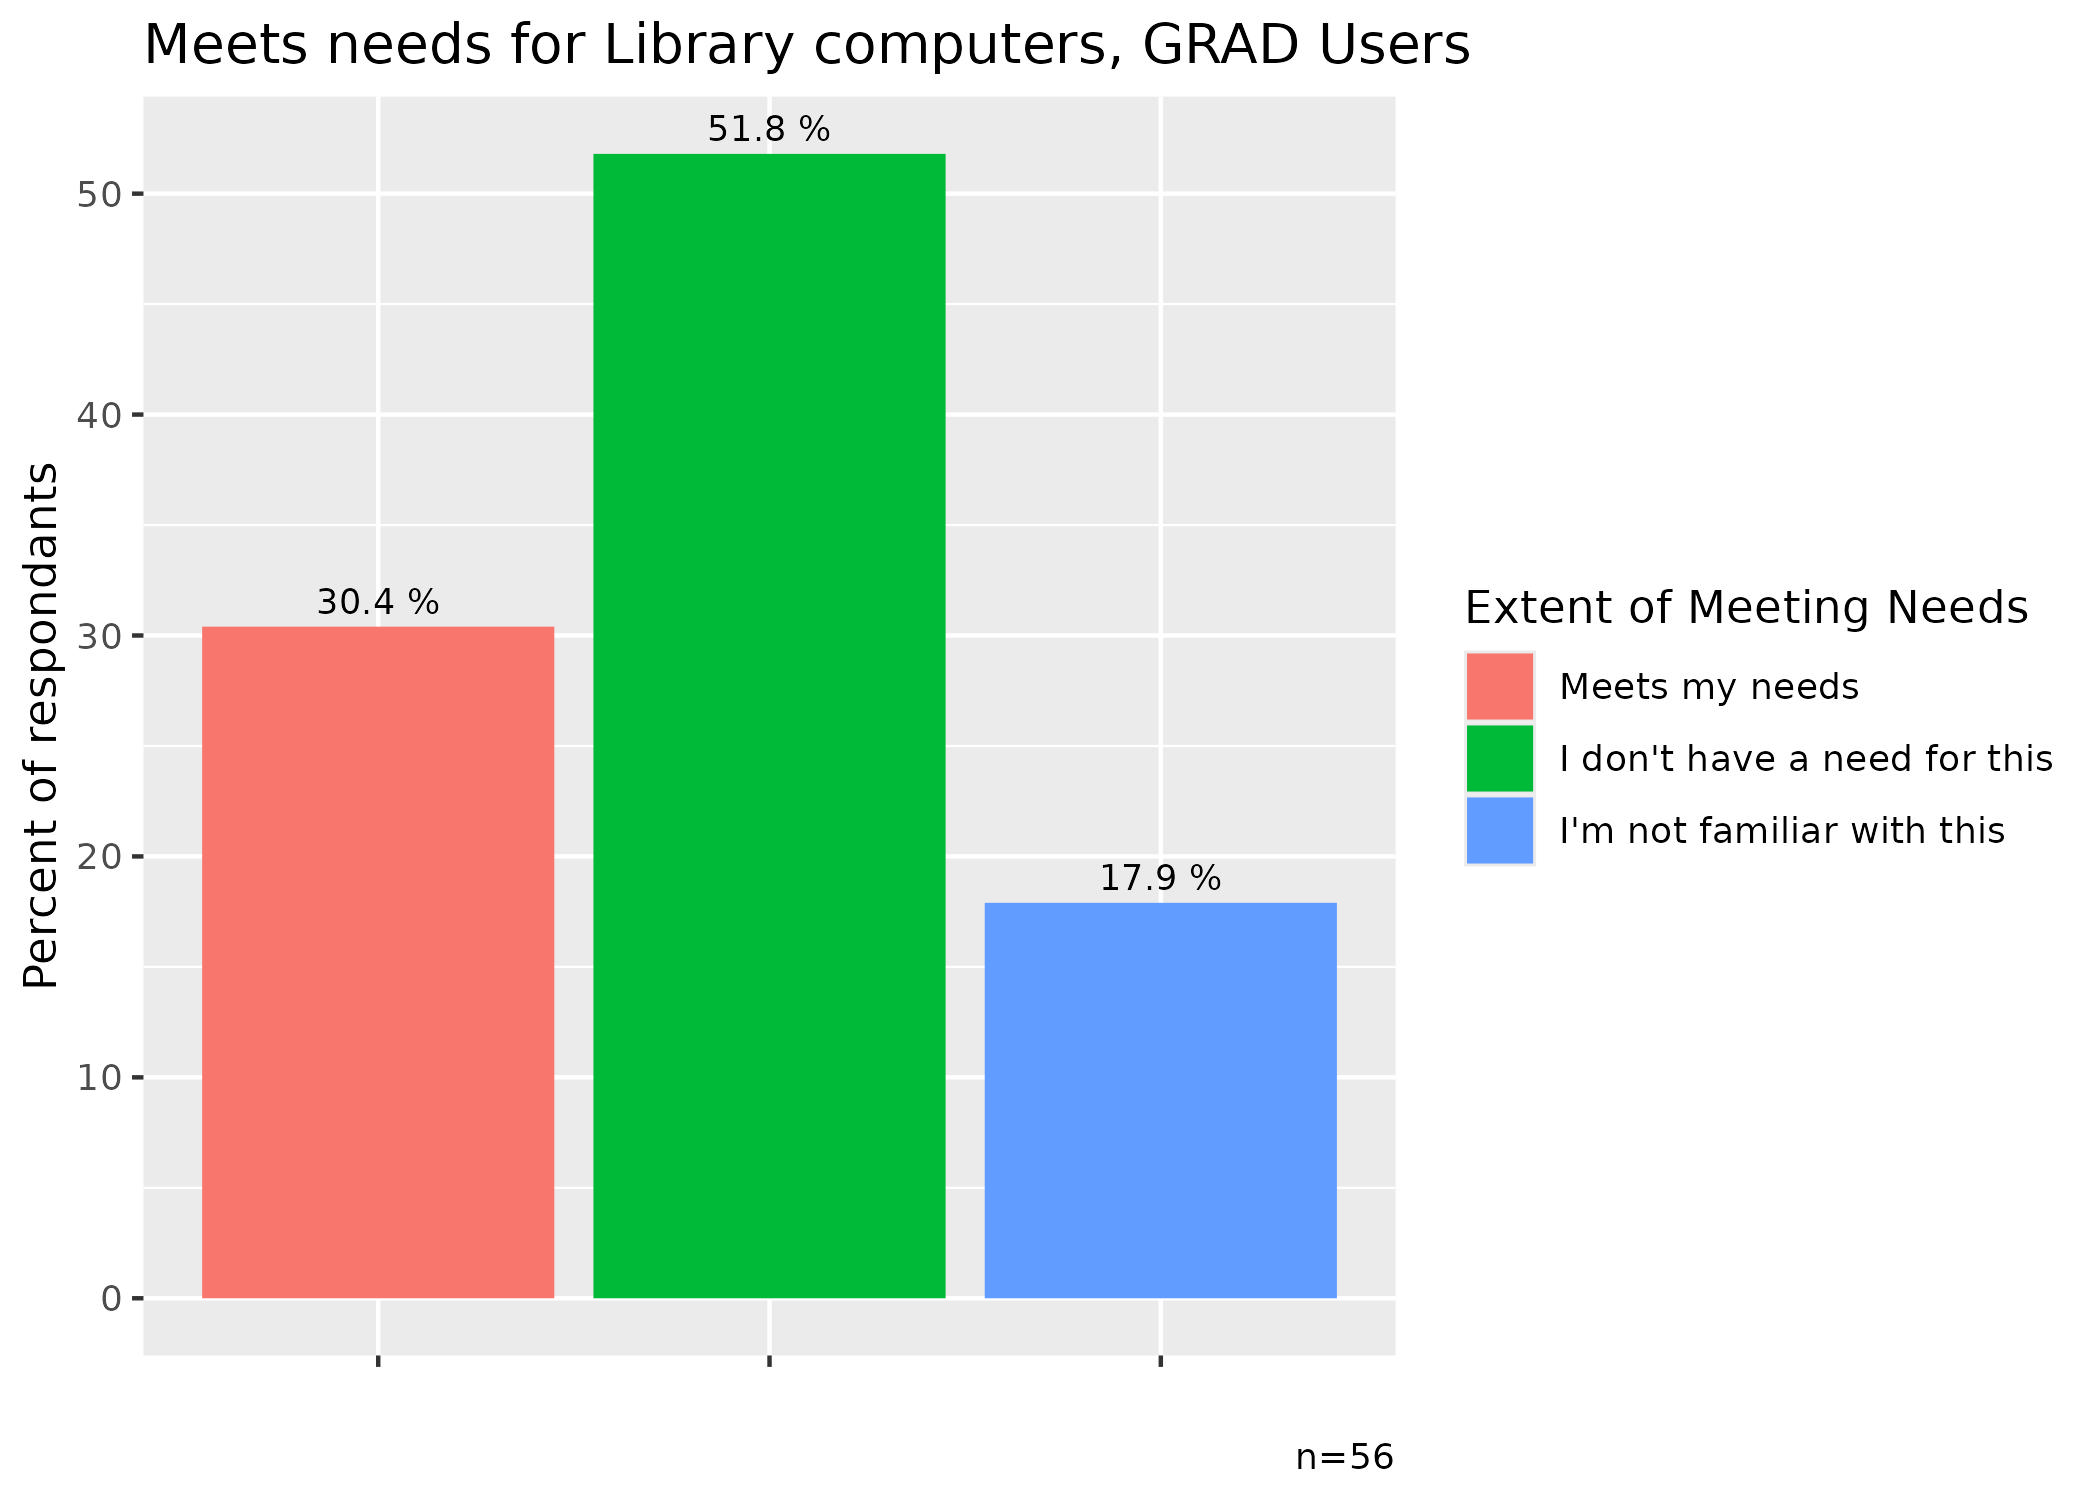 Meets needs for Library computers, GRAD Users
Percent of respondants
50
40
30
20
10
0
30.4 %
51.8 %
17.9 %
Extent of Meeting Needs
Meets my needs
I don't have a need for this
I'm not familiar with this
n=56